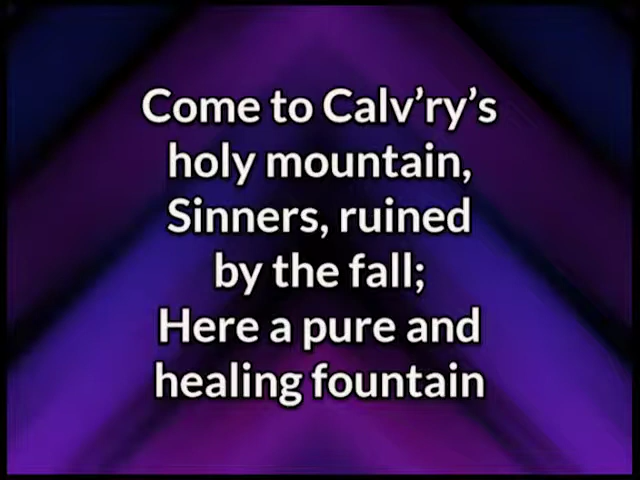 Come to Calv’ry’s
holy mountain,
Sinners, ruined
by the fall;
Here a pure and
healing fountain